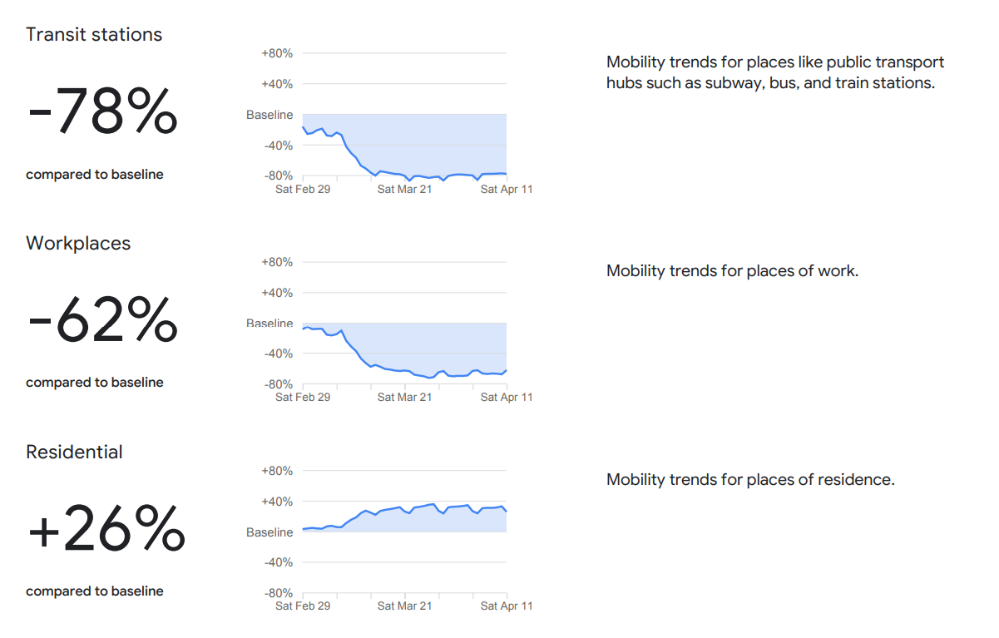 Transit stations
-78%
compared to baseline
+80%
+40%
Baseline
-40%
-80%
Sat Feb 29 Sat Mar 21 Sat Apr 11
Mobility trends for places like public transport
hubs such as subway, bus, and train stations.
Workplaces
-62%
compared to baseline
+80%
+40%
Baseline
-40%
-80%
Sat Feb 29 Sat Mar 21 Sat Apr 11
Mobility trends for places of work.
Residential
+26%
compared to baseline
+80%
+40%
Baseline
-40%
-80%
Sat Feb 29 Sat Mar 21 Sat Apr 11
Mobility trends for places of residence.